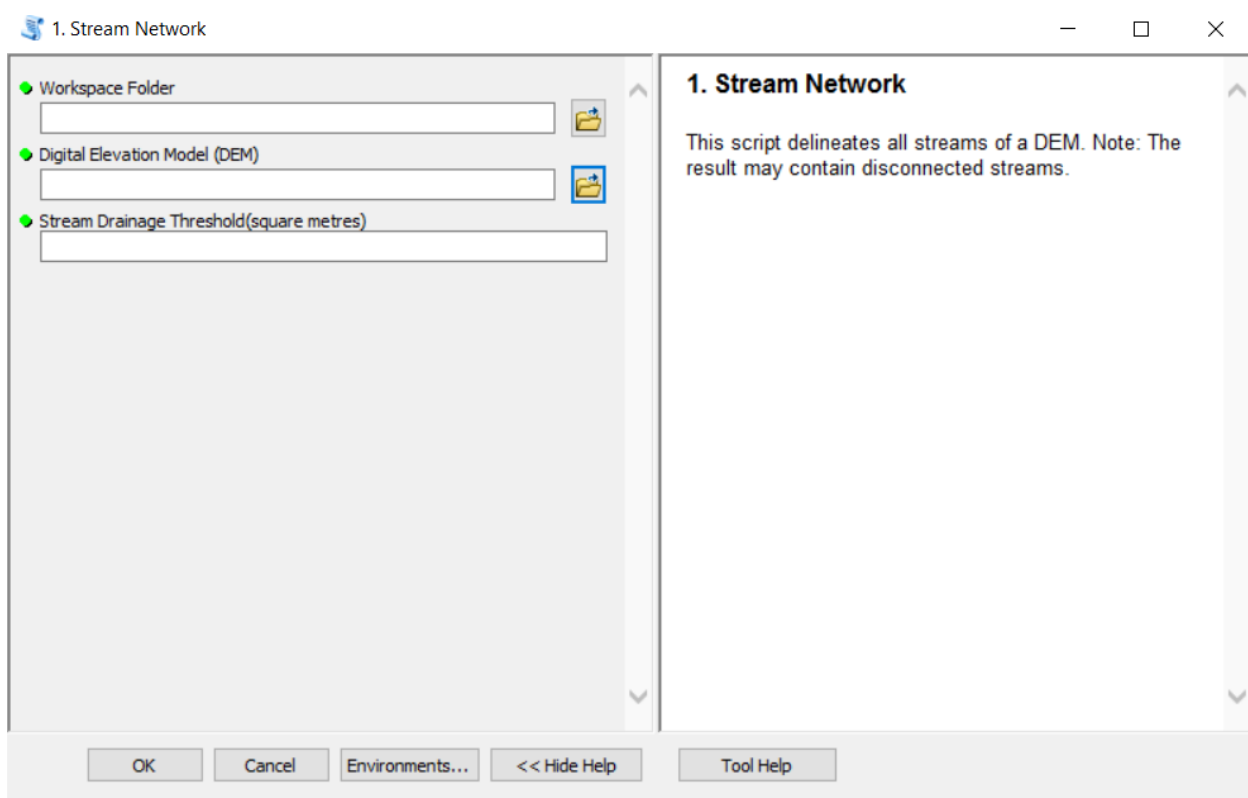 1. Stream Network
Workspace Folder
Digital Elevation Model (DEM)
Stream Drainage Threshold(square metres)
1. Stream Network
This script delineates all streams of a DEM. Note: The
result may contain disconnected streams.
OK
Cancel
Environments...
<< Hide Help
Tool Help